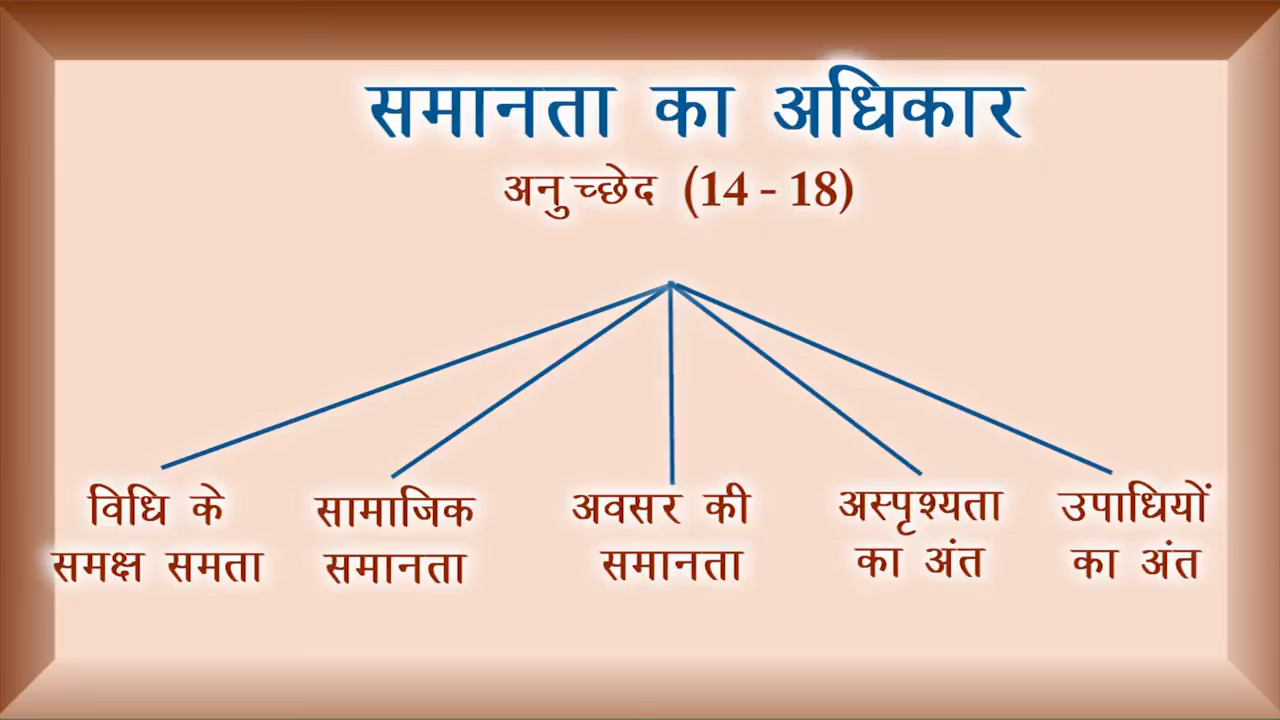 समानता का अधिकार
अनुच्छेद (14 - 18)
विधि के
समक्ष समता
सामाजिक
समानता
अवसर की
समानता
अस्पृश्यता
का अंत
उपाधियों
का अंत